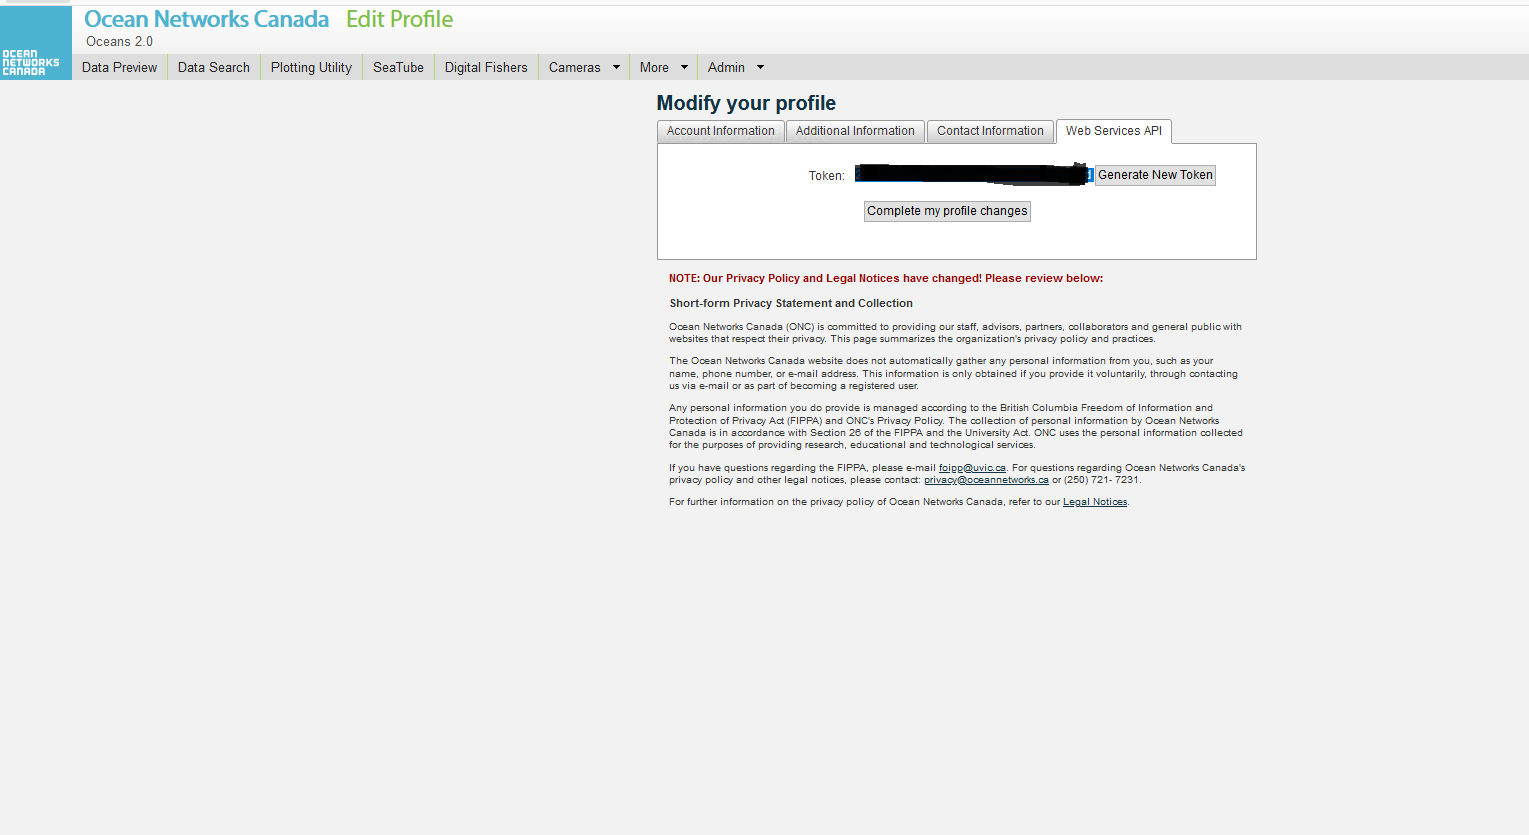 Ocean Networks Canada Edit Profile
Oceans 2.0
OCEAN
NETWORKS
CANADA
Data Preview Data Search Plotting Utility SeaTube Digital Fishers Cameras More Admin
Modify your profile
Account Information Additional Information Contact Information Web Services API
Token: Generate New Token
Complete my profile changes
NOTE: Our Privacy Policy and Legal Notices have changed! Please review below:
Short-form Privacy Statement and Collection
Ocean Networks Canada (ONC) is committed to providing our staff, advisors, partners, collaborators and general public with
websites that respect their privacy. This page summarizes the organization's privacy policy and practices.
The Ocean Networks Canada website does not automatically gather any personal information from you, such as your
name, phone number, or e-mail address. This information is only obtained if you provide it voluntarily, through contacting
us via e-mail or as part of becoming a registered user.
Any personal information you do provide is managed according to the British Columbia Freedom of Information and
Protection of Privacy Act (FIPPA) and ONC's Privacy Policy. The collection of personal information by Ocean Networks
Canada is in accordance with Section 26 of the FIPPA and the University Act. ONC uses the personal information collected
for the purposes of providing research, educational and technological services.
If you have questions regarding the FIPPA, please e-mail foipp@uvic.ca. For questions regarding Ocean Networks Canada's
privacy policy and other legal notices, please contact: privacy@oceannetworks.ca or (250) 721- 7231.
For further information on the privacy policy of Ocean Networks Canada, refer to our Legal Notices.